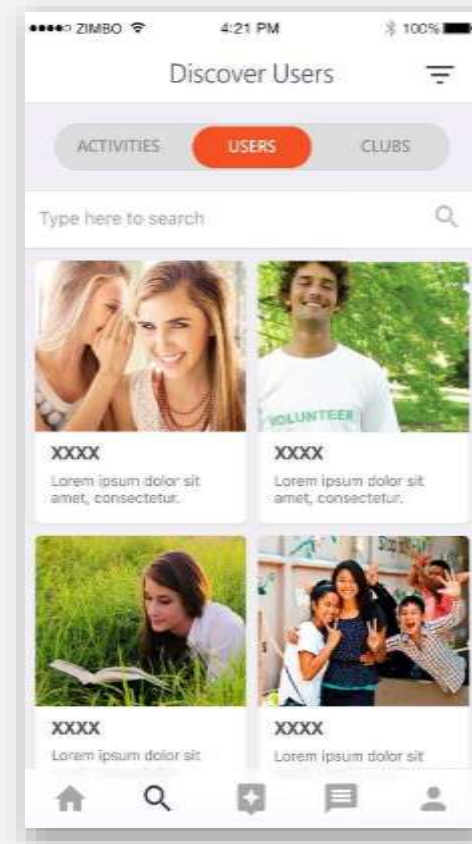 ZIMBO 4:21 PM 100%
Discover Users
ACTIVITIES USERS CLUBS
Type here to search
VOLUNTEER
XXXX
Lorem ipsum dolor sit
amet, consectetur.
XXXX
Lorem ipsum dolor sit
amet, consectetur.
XXXX
Lorem ipsum dolor sit
XXXX
Lorem ipsum dolor sit